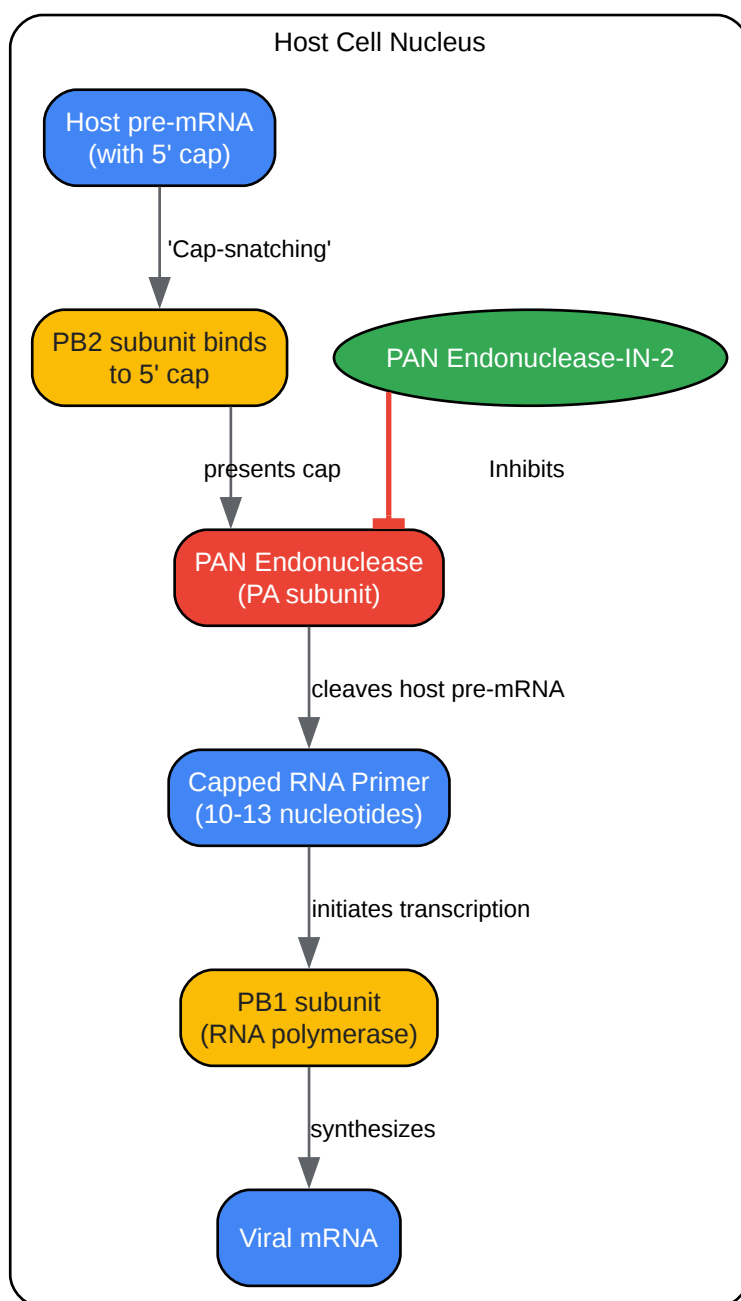 Host Cell Nucleus
Host pre-mRNA
(with 5' cap)
'Cap-snatching'
PB2 subunit binds
to 5' cap
PAN Endonuclease-IN-2
presents cap
Inhibits
PAN Endonuclease
(PA subunit)
cleaves host pre-mRNA
Capped RNA Primer
(10-13 nucleotides)
initiates transcription
PB1 subunit
(RNA polymerase)
synthesizes
Viral mRNA